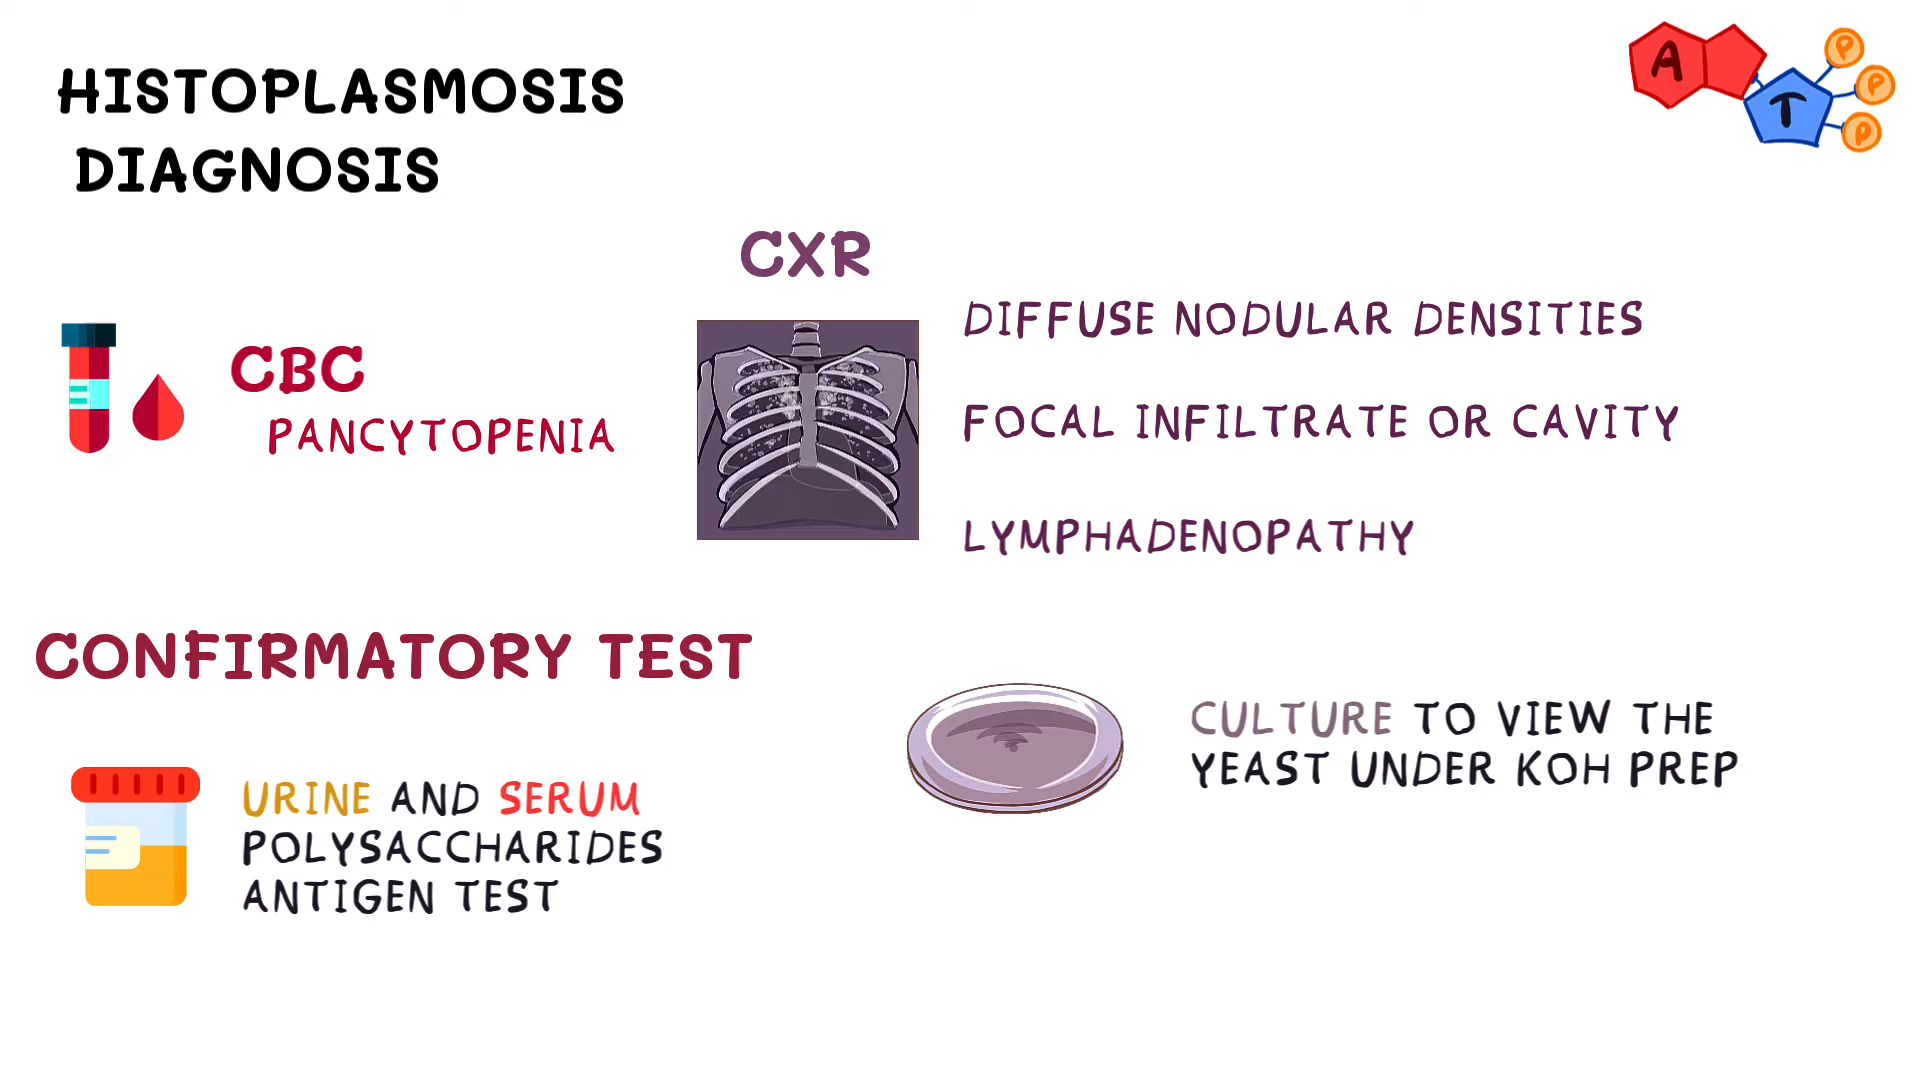 HISTOPLASMOSIS
DIAGNOSIS
A
T
P
P
P
CXR
CBC
PANCYTOPENIA
DIFFUSE NODULAR DENSITIES
FOCAL INFILTRATE OR CAVITY
LYMPHADENOPATHY
CONFIRMATORY TEST
URINE AND SERUM
POLYSACCHARIDES
ANTIGEN TEST
CULTURE TO VIEW THE
YEAST UNDER KOH PREP